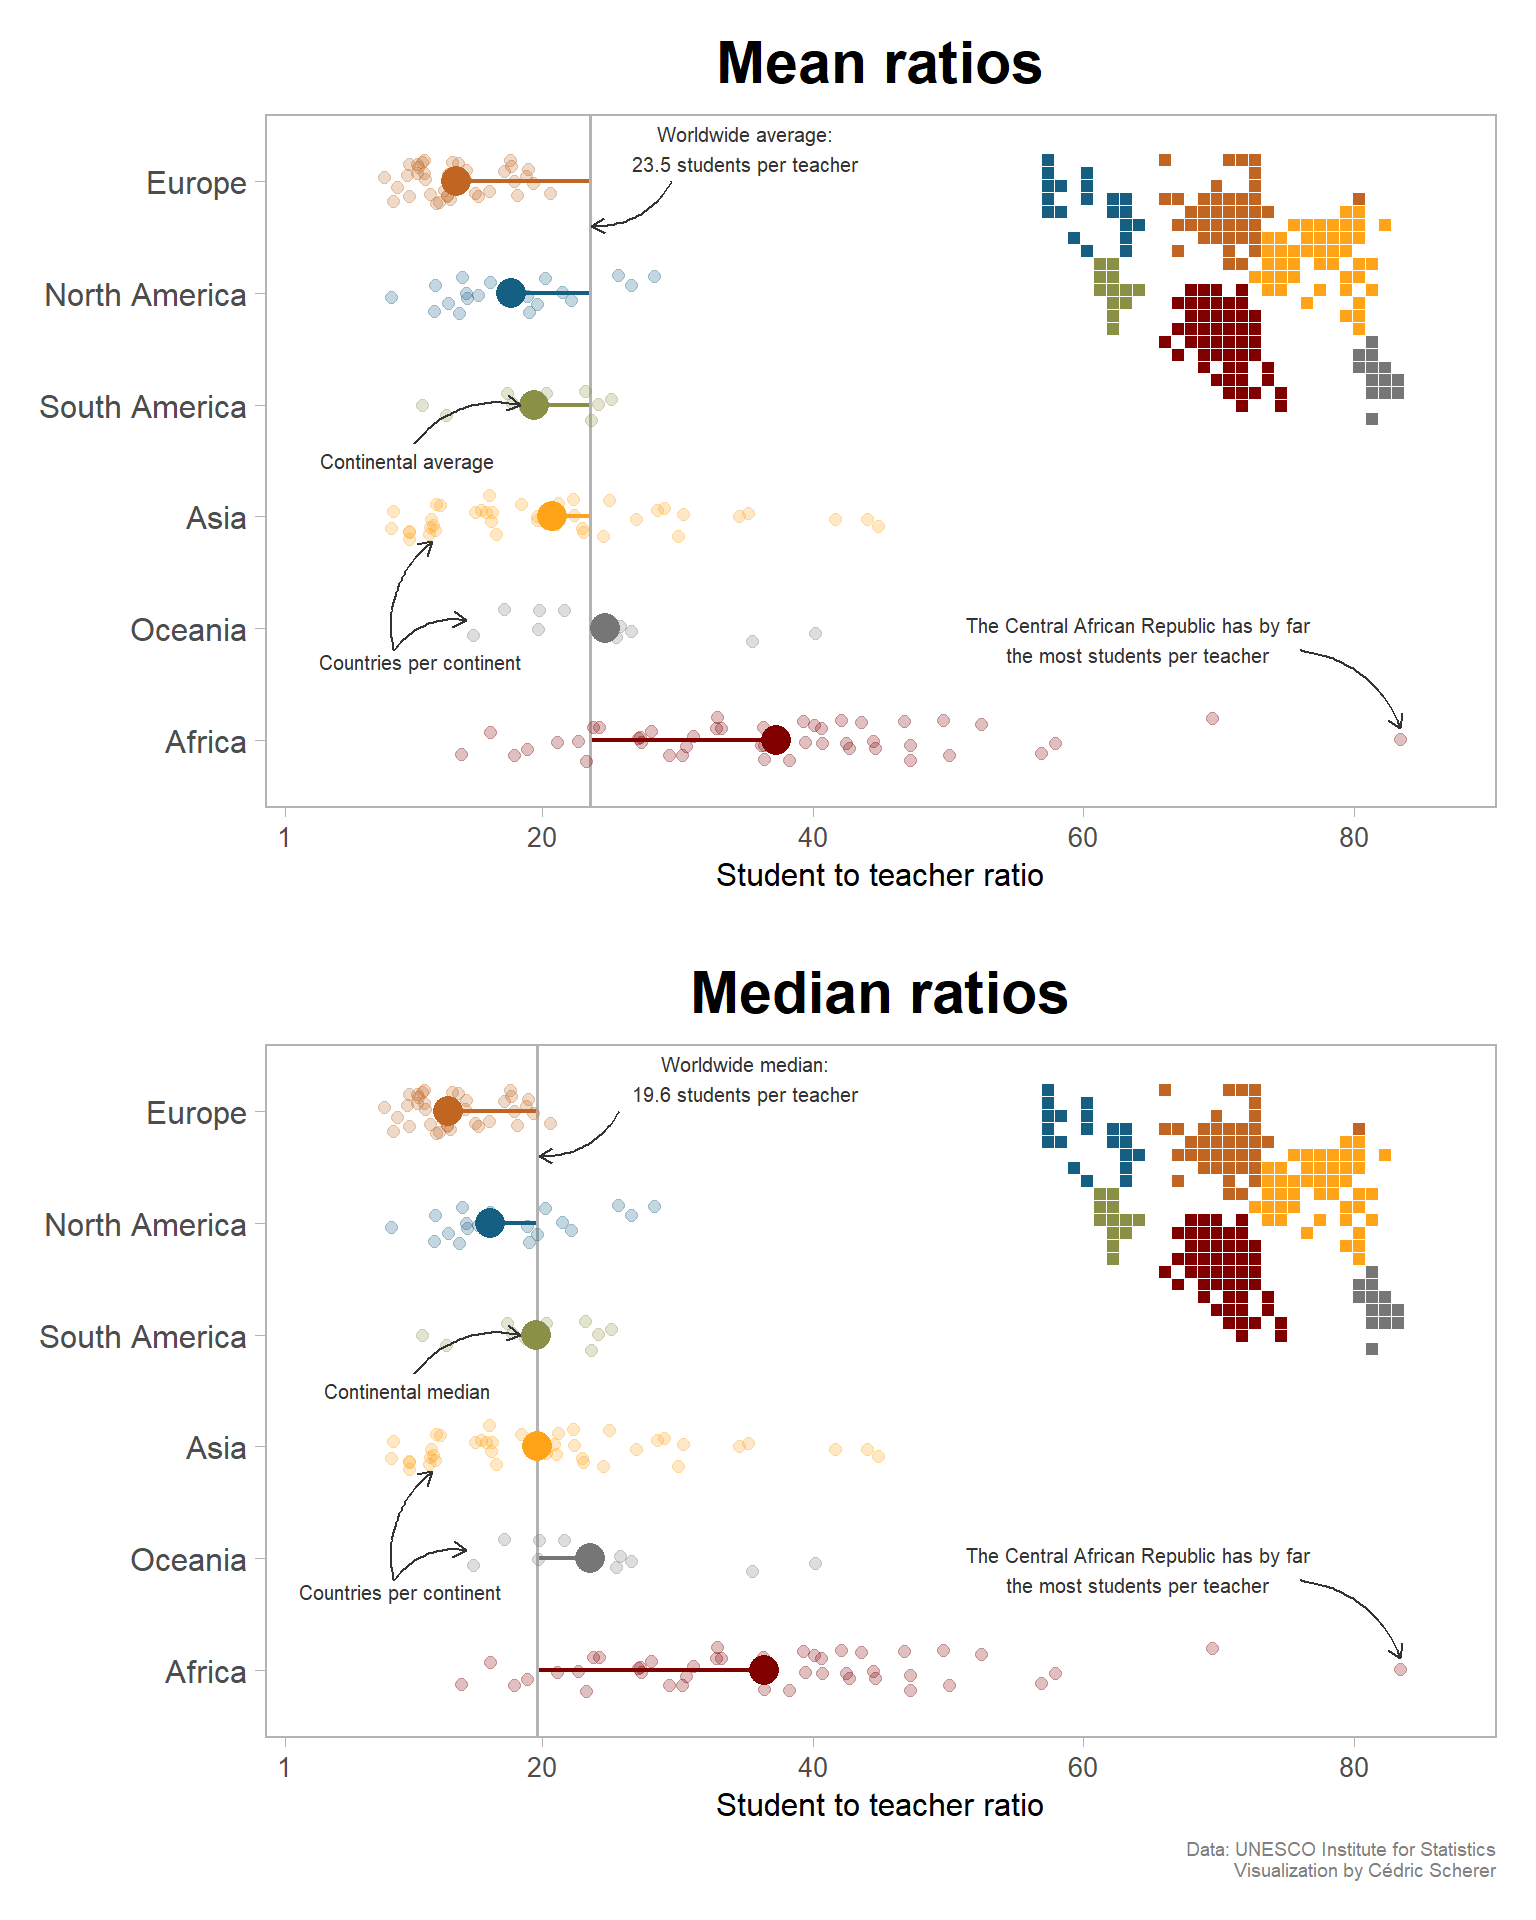 Mean ratios
Worldwide average:
23.5 students per teacher
Europe
North America
South America
Continental average
Asia
Oceania
The Central African Republic has by far
the most students per teacher
Countries per continent
Africa
1 20 40 60 80
Student to teacher ratio
Median ratios
Worldwide median:
19.6 students per teacher
Europe
North America
South America
Continental median
Asia
Oceania
The Central African Republic has by far
the most students per teacher
Countries per continent
Africa
1 20 40 60 80
Student to teacher ratio
Data: UNESCO Institute for Statistics
Visualization by Cédric Scherer